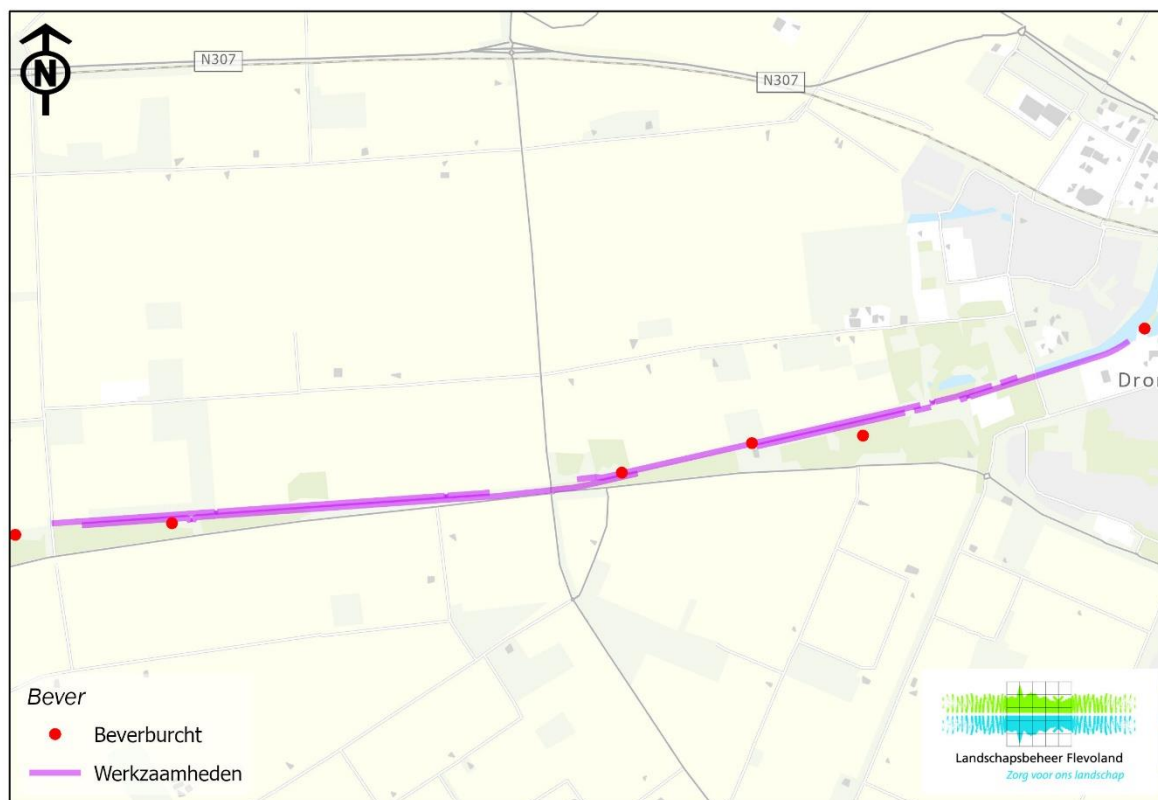 N
N307
N307
Dron
Bever
Beverburcht
Werkzaamheden
Landschapsbeheer Flevoland
Zorg voor ons landschap